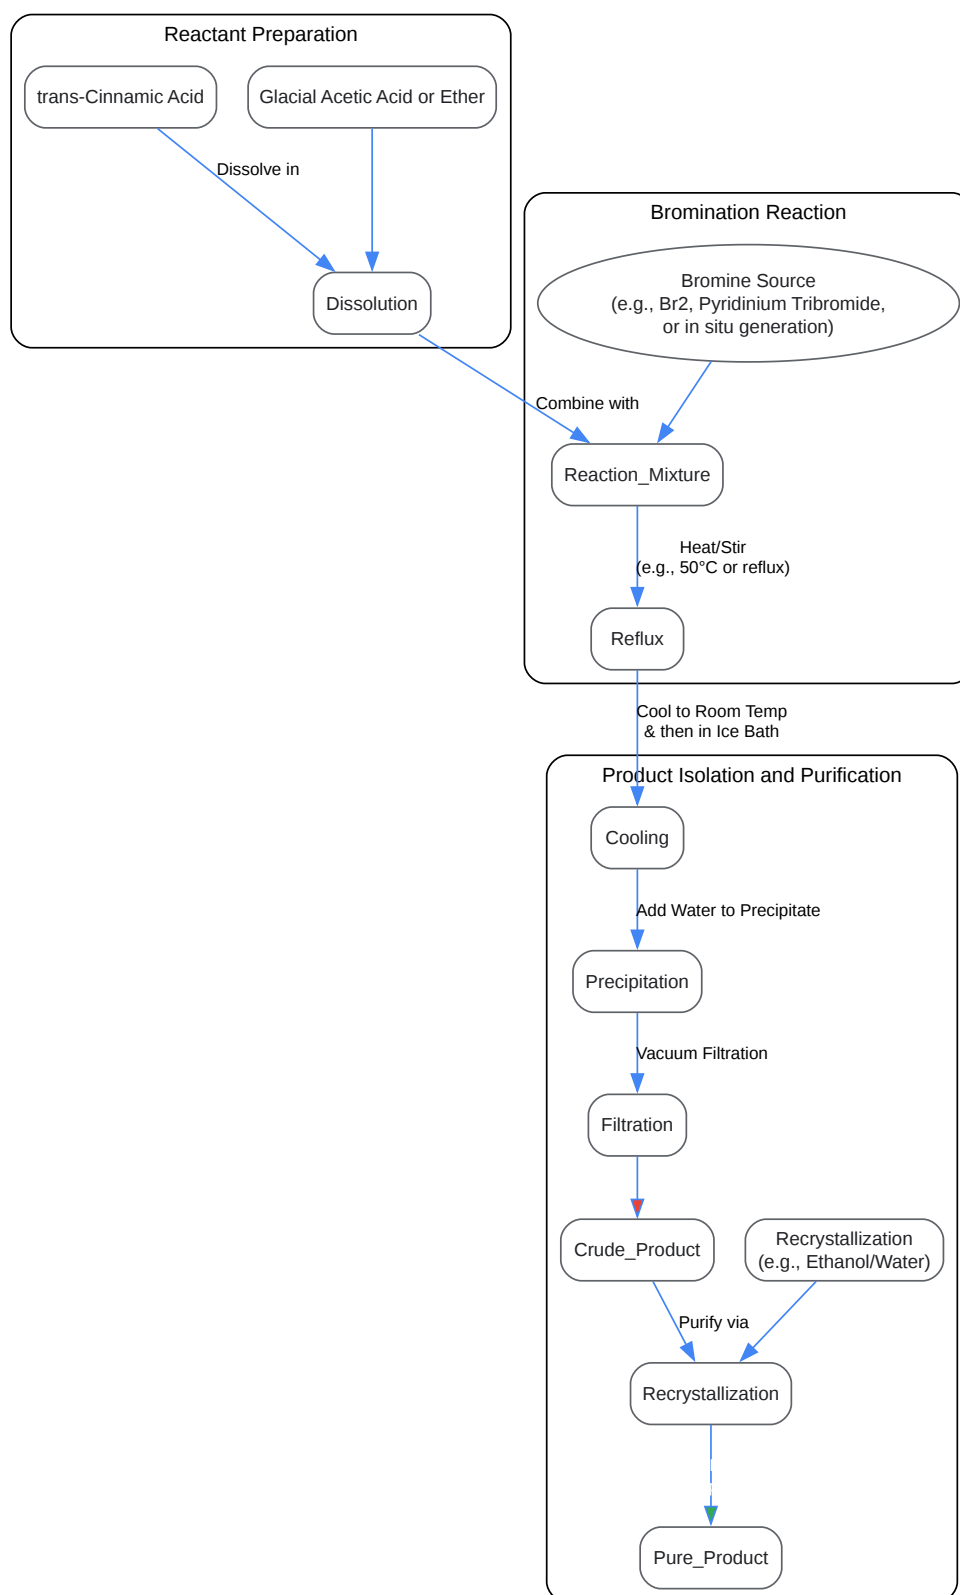 Reactant Preparation
trans-Cinnamic Acid
Glacial Acetic Acid or Ether
Dissolve in
Dissolution
Bromination Reaction
Bromine Source
(e.g., Br2, Pyridinium Tribromide,
or in situ generation)
Combine with
Reaction_Mixture
Heat/Stir
(e.g., 50°C or reflux)
Reflux
Cool to Room Temp
& then in Ice Bath
Product Isolation and Purification
Cooling
Add Water to Precipitate
Precipitation
Vacuum Filtration
Filtration
Crude_Product
Recrystallization
(e.g., Ethanol/Water)
Purify via
Recrystallization
Pure_Product